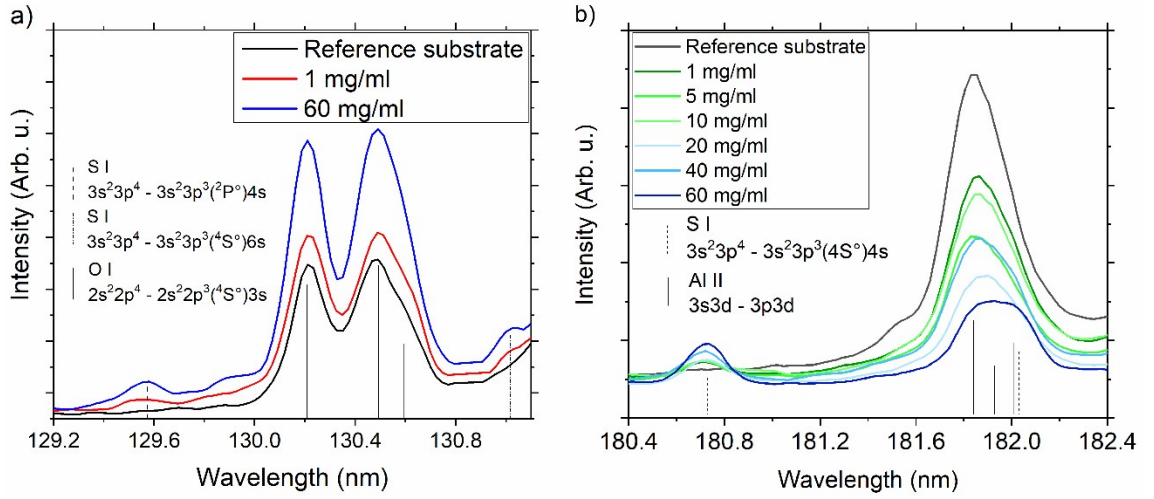 a)
Reference substrate
1 mg/ml
60 mg/ml
S I
3s²3p⁴ - 3s²3p³(²P°)4s
S I
3s²3p⁴ - 3s²3p³(⁴S°)6s
O I
2s²2p⁴ - 2s²2p³(⁴S°)3s
Intensity (Arb. u.)
129.2 129.6 130.0 130.4 130.8
Wavelength (nm)
b)
Reference substrate
1 mg/ml
5 mg/ml
10 mg/ml
20 mg/ml
40 mg/ml
60 mg/ml
S I
3s²3p⁴ - 3s²3p³(4S°)4s
Al II
3s3d - 3p3d
Intensity (Arb. u.)
180.4 180.8 181.2 181.6 182.0 182.4
Wavelength (nm)